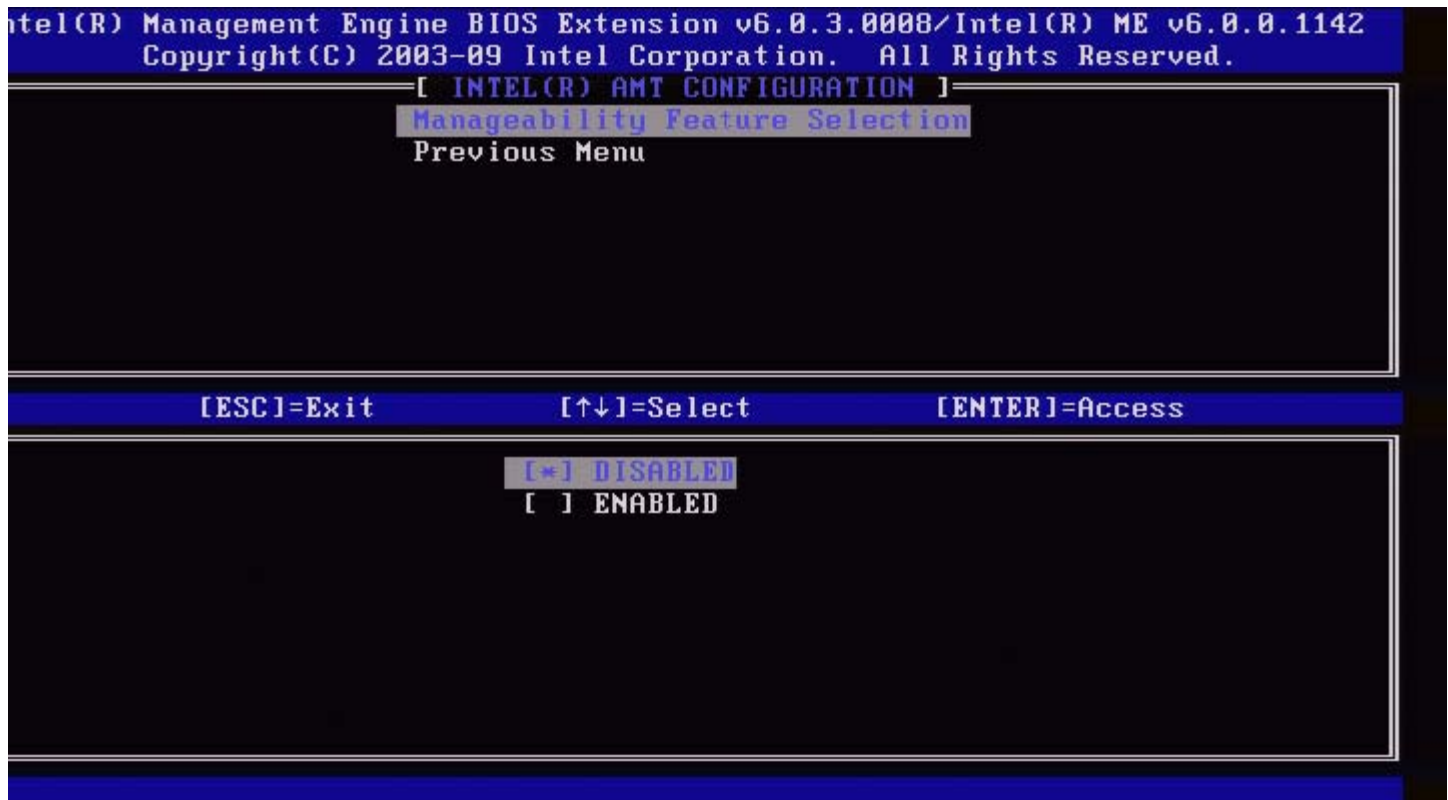 ntel(R) Management Engine BIOS Extension v6.0.3.0008/Intel(R) ME v6.0.0.1142
Copyright(C) 2003-09 Intel Corporation. All Rights Reserved.
[ INTEL(R) AMT CONFIGURATION ]
Manageability Feature Selection
Previous Menu
[ESC]=Exit [↑↓]=Select [ENTER]=Access
[*] DISABLED
[ ] ENABLED